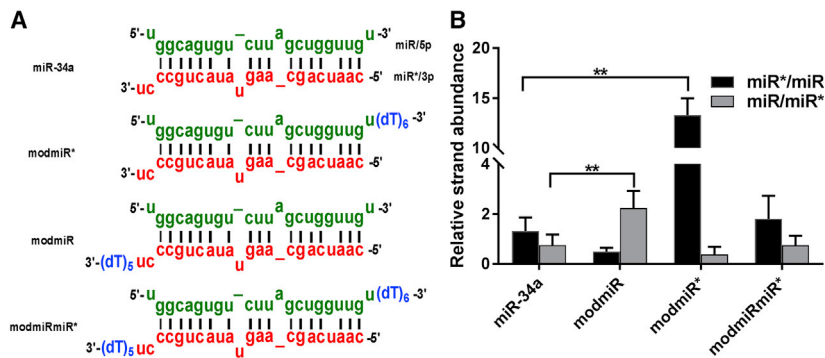 A
5'-u ggcagugu – cuu a gcugguug u -3' miR/5p
miR-34a
3'-uc ccgucaua u gaa – cgacuaac -5' miR*/3p
5'-u ggcagugu – cuu a gcugguug u(dT)6 -3'
modmiR*
3'-uc ccgucaua u gaa – cgacuaac -5'
5'-u ggcagugu – cuu a gcugguug u -3'
modmiR
3'-(dT)5 uc ccgucaua u gaa – cgacuaac -5'
5'-u ggcagugu – cuu a gcugguug u(dT)6 -3'
modmiRmiR*
3'-(dT)5 uc ccgucaua u gaa – cgacuaac -5'
B
Relative strand abundance
20
15
10
4
2
0
**
**
miR*/miR
miR/miR*
miR-34a
modmiR
modmiR*
modmiRmiR*